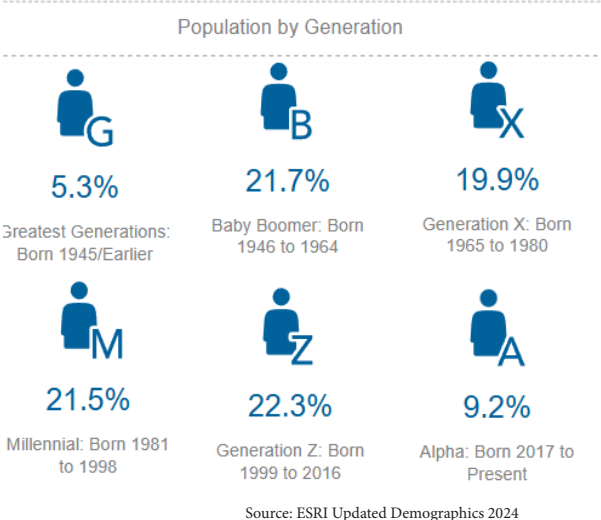 Population by Generation
G
B
X
5.3%
21.7%
19.9%
Greatest Generations:
Born 1945/Earlier
Baby Boomer: Born
1946 to 1964
Generation X: Born
1965 to 1980
M
Z
A
21.5%
22.3%
9.2%
Millennial: Born 1981
to 1998
Generation Z: Born
1999 to 2016
Alpha: Born 2017 to
Present
Source: ESRI Updated Demographics 2024